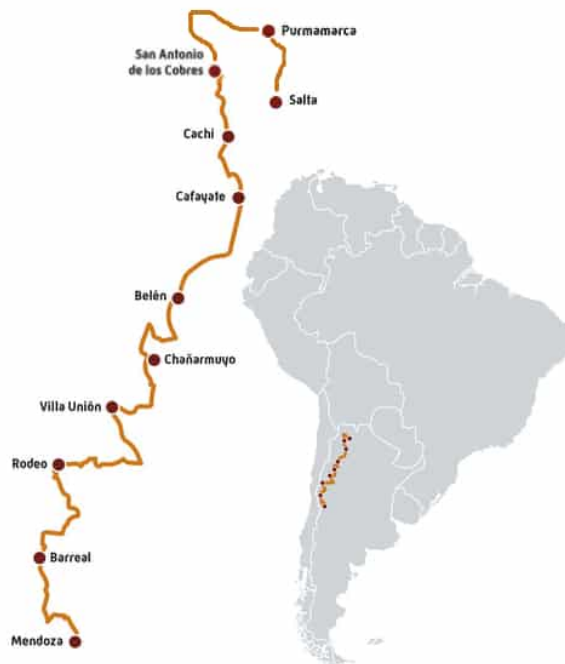 Purmamarca
San Antonio
de los Cobres
Salta
Cachi
Cafayate
Belén
Chañarmuyo
Villa Unión
Rodeo
Barreal
Mendoza